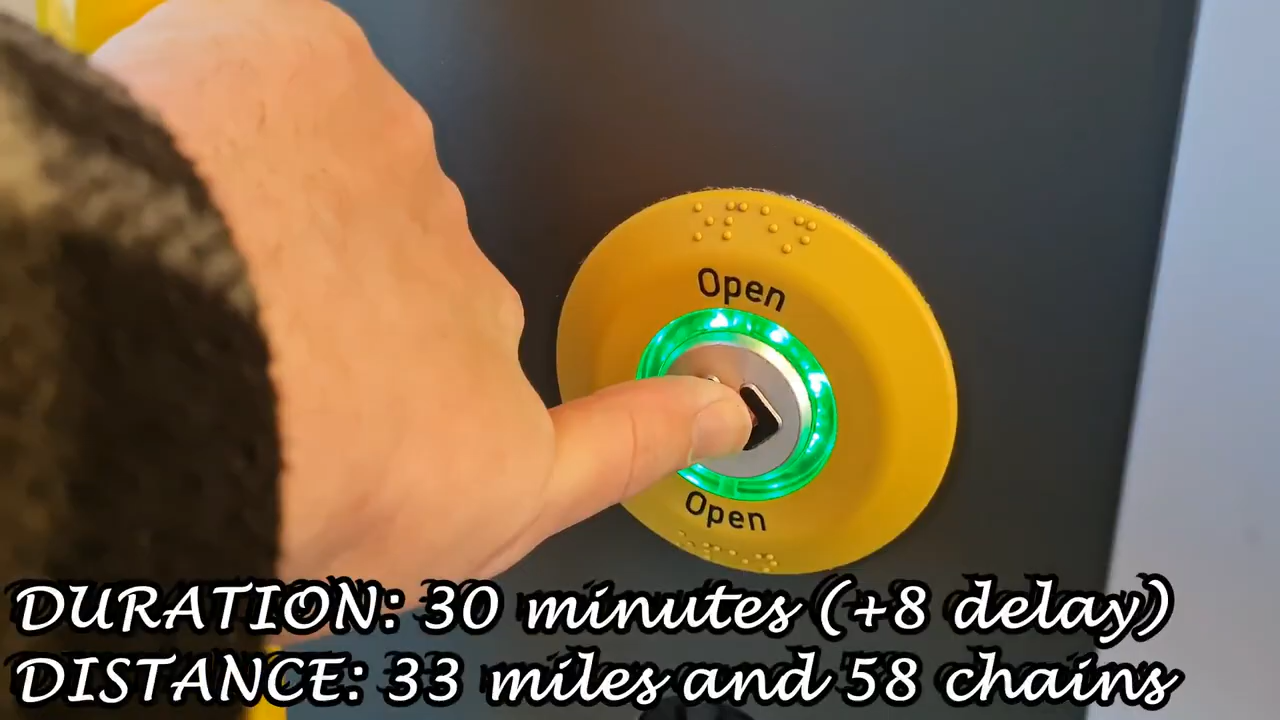 Open
Open
DURATION: 30 minutes (+8 delay)
DISTANCE: 33 miles and 58 chains